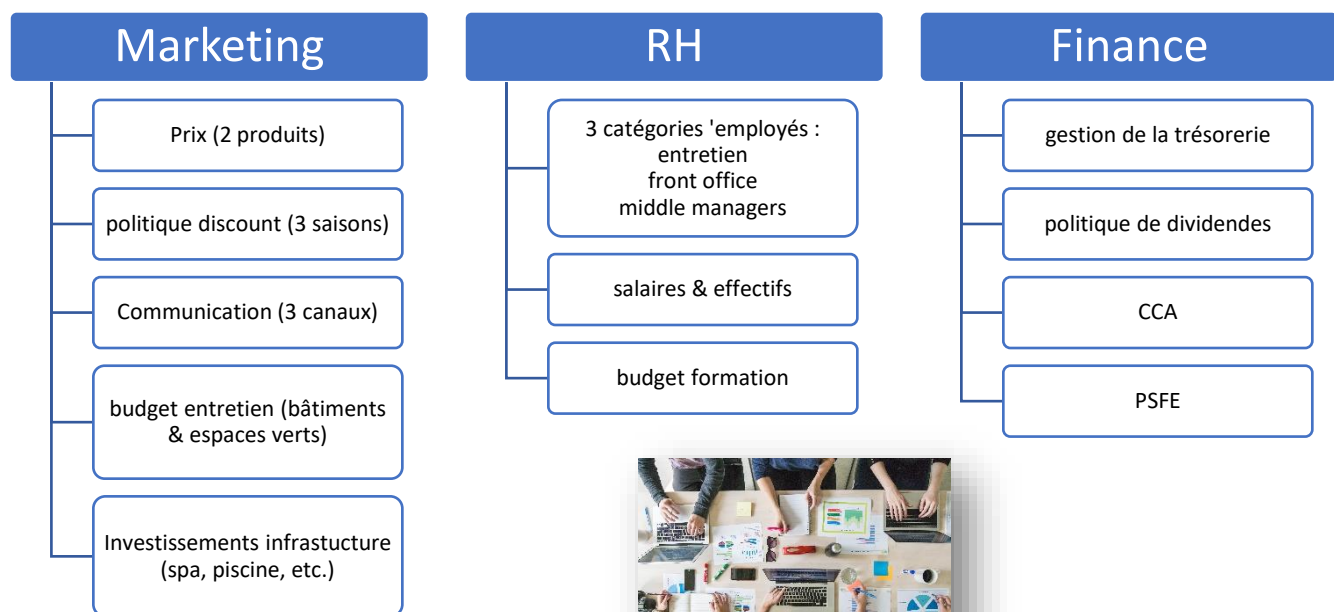 Marketing
Prix (2 produits)
politique discount (3 saisons)
Communication (3 canaux)
budget entretien (bâtiments
& espaces verts)
Investissements infrastucture
(spa, piscine, etc.)
RH
3 catégories 'employés :
entretien
front office
middle managers
salaires & effectifs
budget formation
Finance
gestion de la trésorerie
politique de dividendes
CCA
PSFE